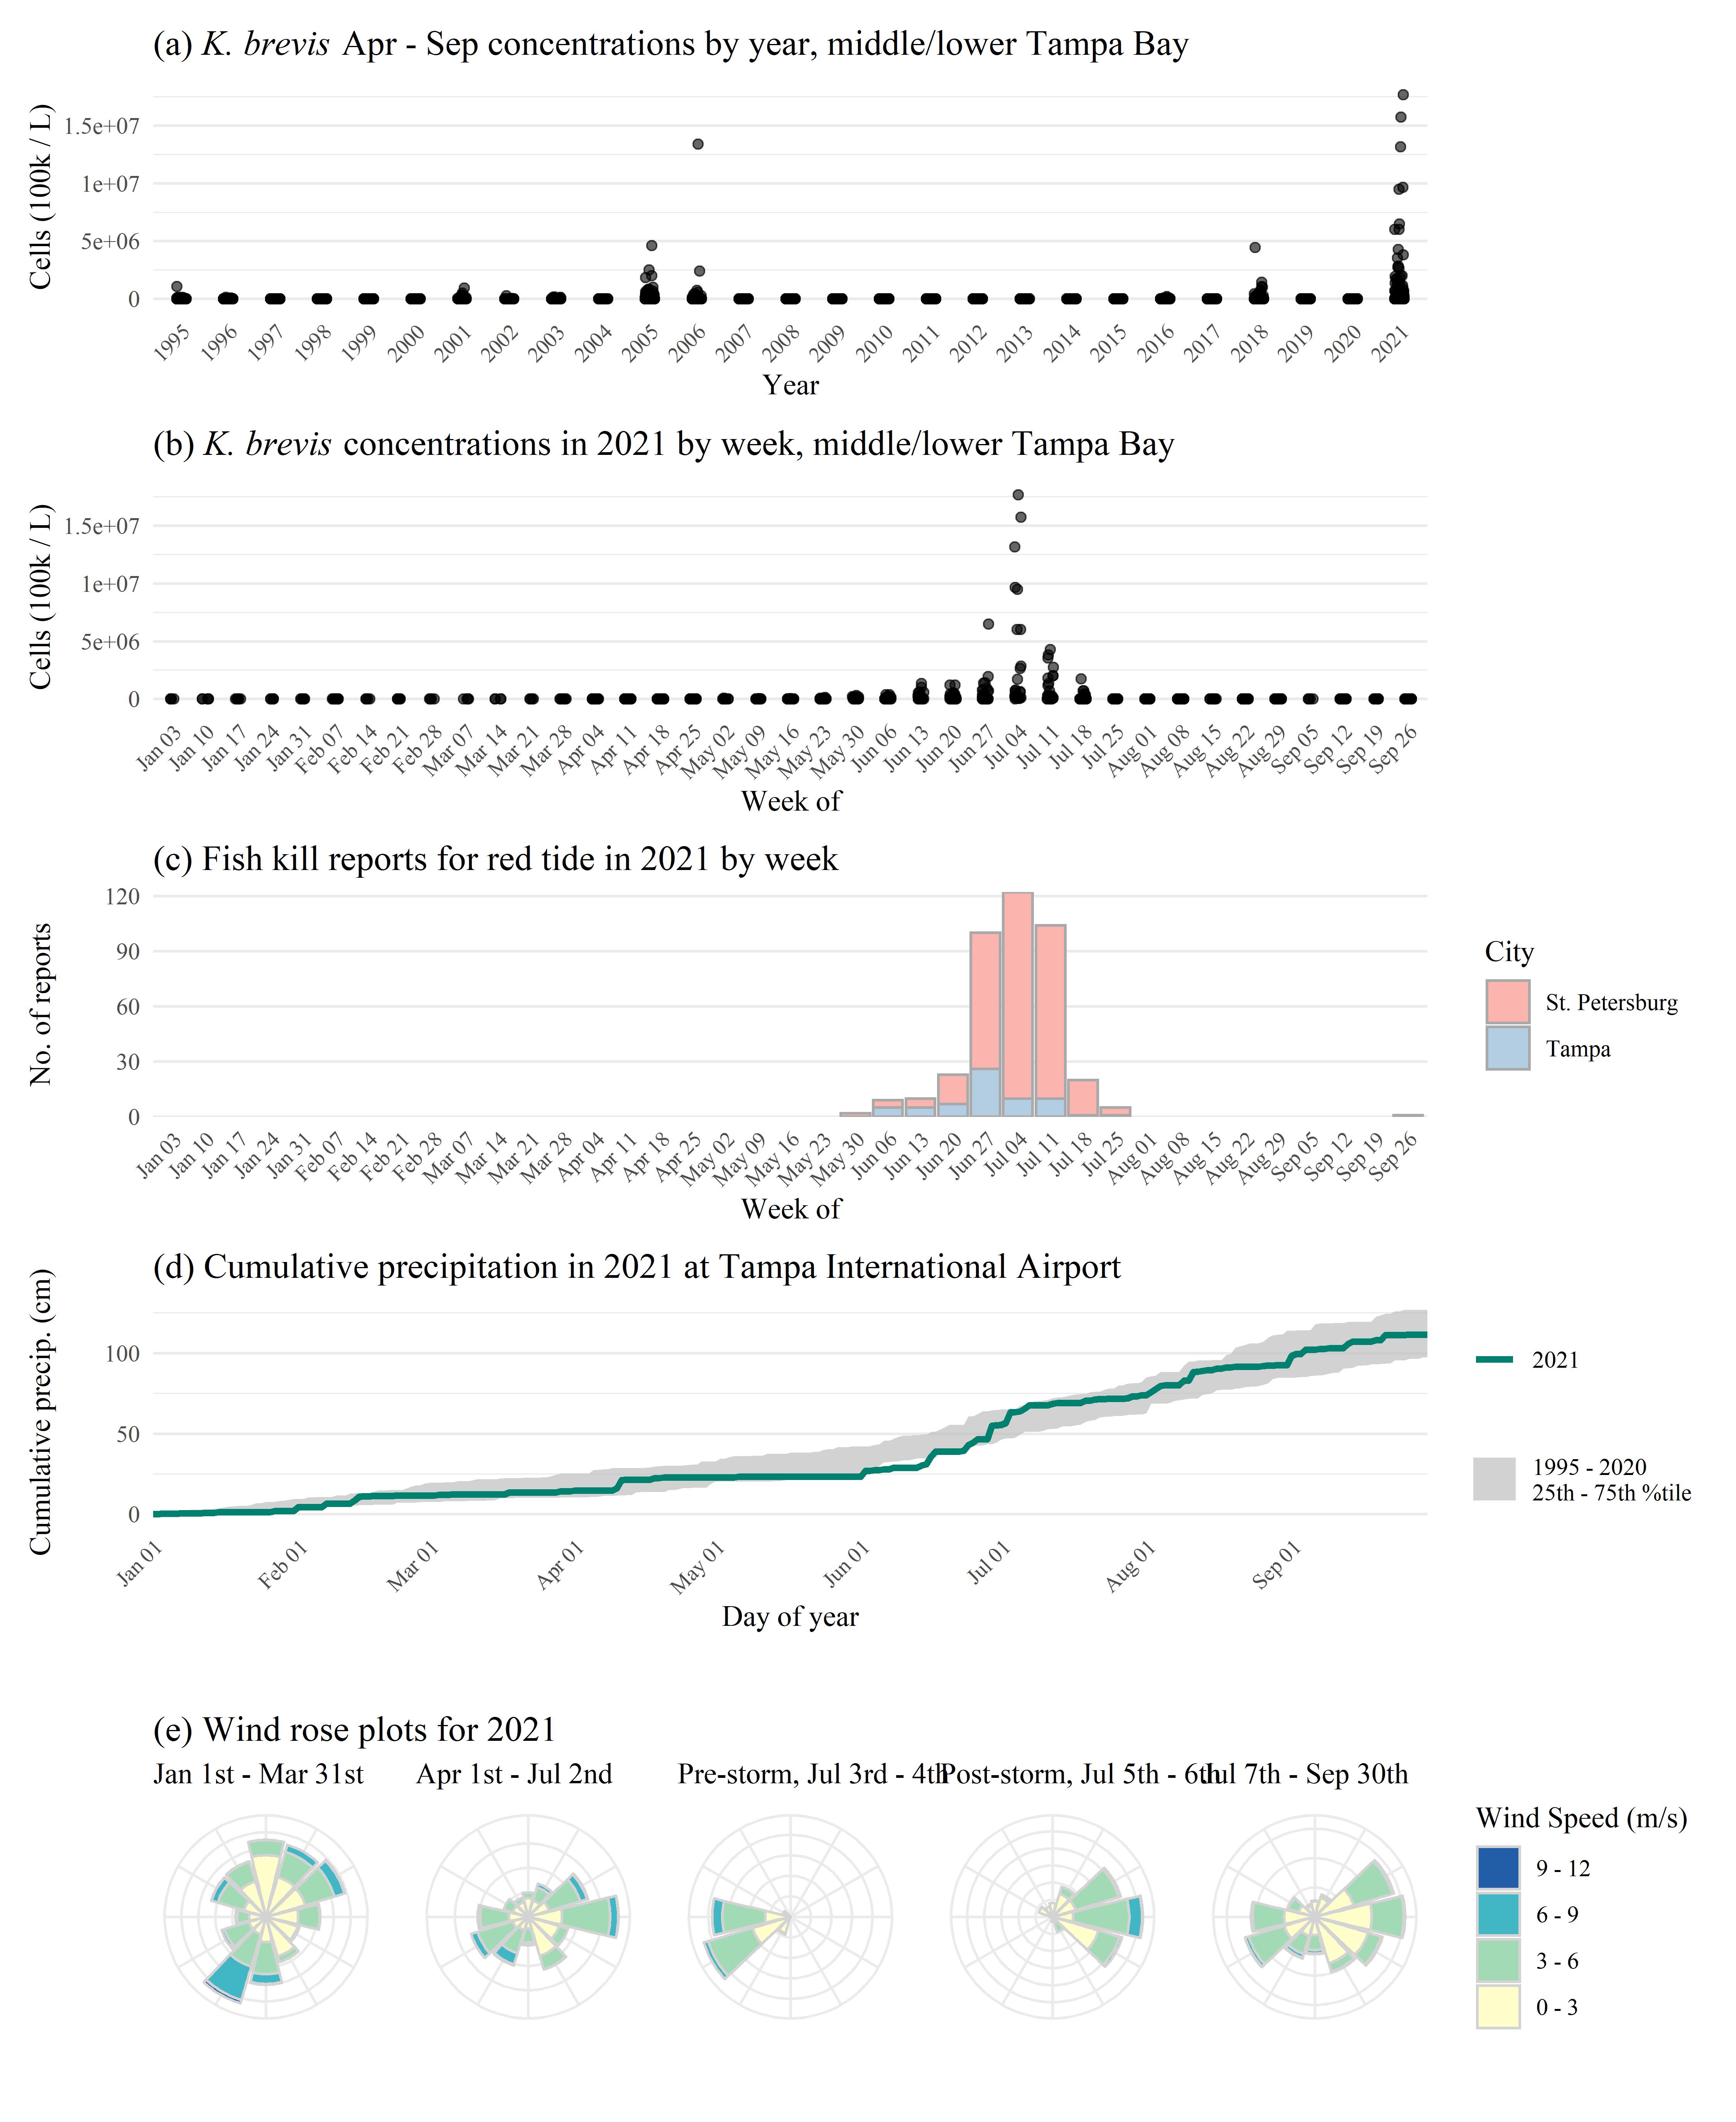 (a) K. brevis Apr - Sep concentrations by year, middle/lower Tampa Bay
Cells (100k / L)
1.5e+07
1e+07
5e+06
0
1995 1996 1997 1998 1999 2000 2001 2002 2003 2004 2005 2006 2007 2008 2009 2010 2011 2012 2013 2014 2015 2016 2017 2018 2019 2020 2021
Year
(b) K. brevis concentrations in 2021 by week, middle/lower Tampa Bay
Cells (100k / L)
1.5e+07
1e+07
5e+06
0
Jan 03 Jan 10 Jan 17 Jan 24 Jan 31 Feb 07 Feb 14 Feb 21 Feb 28 Mar 07 Mar 14 Mar 21 Mar 28 Apr 04 Apr 11 Apr 18 Apr 25 May 02 May 09 May 16 May 23 May 30 Jun 06 Jun 13 Jun 20 Jun 27 Jul 04 Jul 11 Jul 18 Jul 25 Aug 01 Aug 08 Aug 15 Aug 22 Aug 29 Sep 05 Sep 12 Sep 19 Sep 26
Week of
(c) Fish kill reports for red tide in 2021 by week
No. of reports
120
90
60
30
0
Jan 03 Jan 10 Jan 17 Jan 24 Jan 31 Feb 07 Feb 14 Feb 21 Feb 28 Mar 07 Mar 14 Mar 21 Mar 28 Apr 04 Apr 11 Apr 18 Apr 25 May 02 May 09 May 16 May 23 May 30 Jun 06 Jun 13 Jun 20 Jun 27 Jul 04 Jul 11 Jul 18 Jul 25 Aug 01 Aug 08 Aug 15 Aug 22 Aug 29 Sep 05 Sep 12 Sep 19 Sep 26
Week of
City
St. Petersburg
Tampa
(d) Cumulative precipitation in 2021 at Tampa International Airport
Cumulative precip. (cm)
100
50
0
Jan 01 Feb 01 Mar 01 Apr 01 May 01 Jun 01 Jul 01 Aug 01 Sep 01
Day of year
2021
1995 - 2020
25th - 75th %tile
(e) Wind rose plots for 2021
Jan 1st - Mar 31st
Apr 1st - Jul 2nd
Pre-storm, Jul 3rd - 4th
Post-storm, Jul 5th - 6th
Jul 7th - Sep 30th
Wind Speed (m/s)
9 - 12
6 - 9
3 - 6
0 - 3